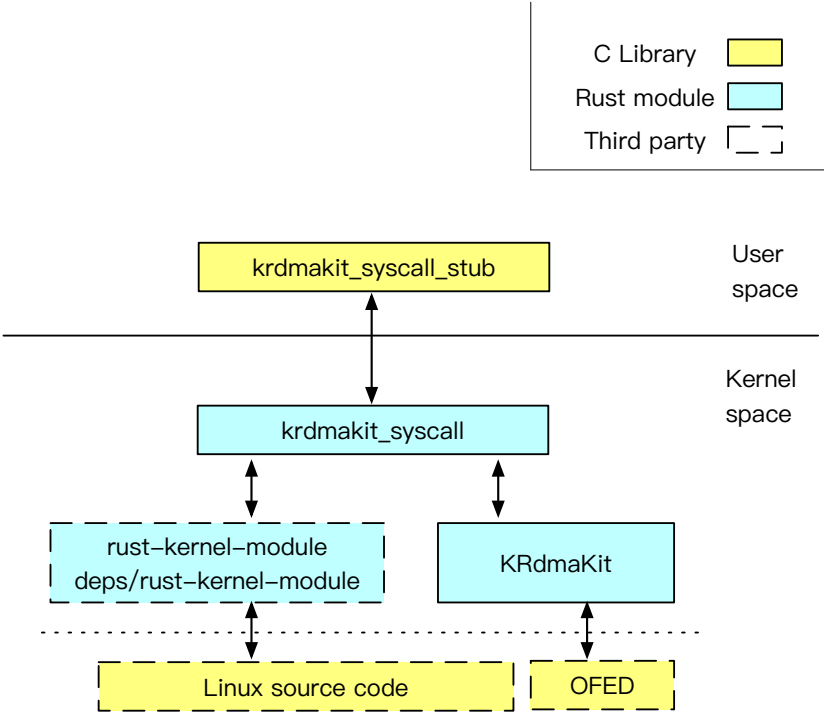 C Library
Rust module
Third party
krdmakit_syscall_stub
User
space
Kernel
space
krdmakit_syscall
rust-kernel-module
deps/rust-kernel-module
KRdmaKit
Linux source code
OFED